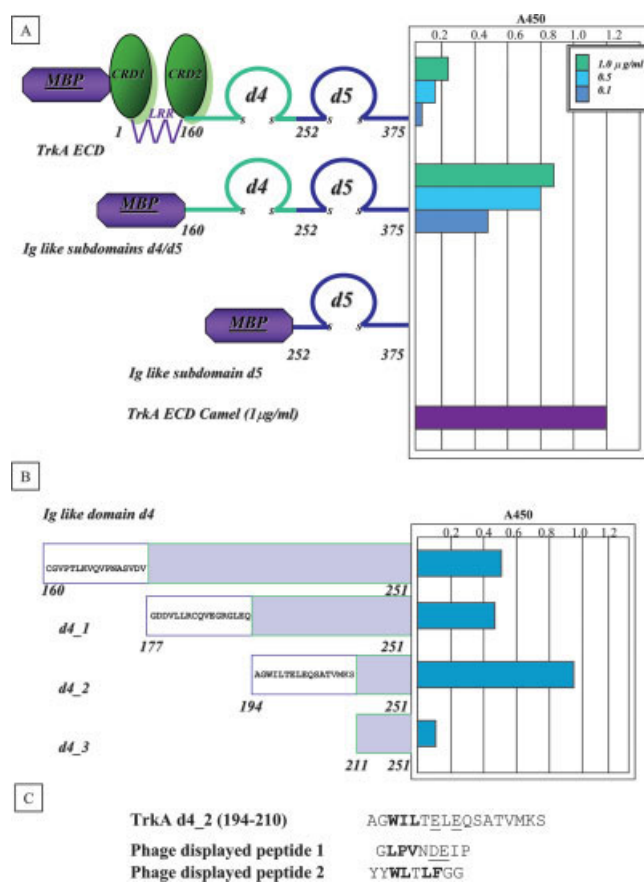 A
A450
0.2 0.4 0.6 0.8 1.0 1.2
1.0 µ g/ml
0.5
0.1
MBP
CRD1
CRD2
LRR
d4
d5
s s s s
1 160 252 375
TrkA ECD
MBP
d4
d5
s s s s
160 252 375
Ig like subdomains d4/d5
MBP
d5
s s
252 375
Ig like subdomain d5
TrkA ECD Camel (1µg/ml)
B
Ig like domain d4
A450
0.2 0.4 0.6 0.8 1.0 1.2
CGVPTLKVQVPNASVDV
160 251
GDDVLLRCQVEGRGLEQ
d4_1
177 251
AGWILTELEQSATVMKS
d4_2
194 251
d4_3
211 251
C
TrkA d4_2 (194-210) AGWILTELEQSATVMKS
Phage displayed peptide 1 GLPVNDEIP
Phage displayed peptide 2 YYWLTLFGG